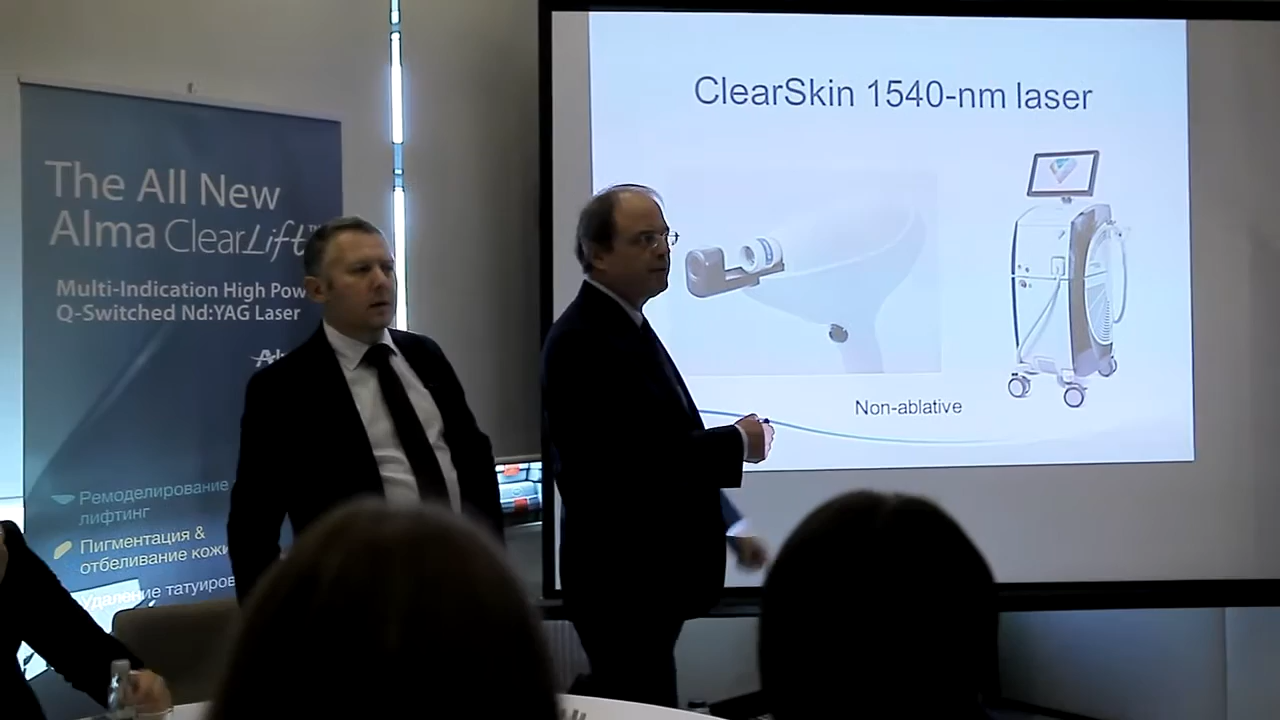 The All New
Alma ClearLift™
Multi-Indication High Pow
Q-Switched Nd:YAG Laser
Ремоделирование
лифтинг
Пигментация &
отбеливание кожи
Удаление татуиров
ClearSkin 1540-nm laser
Non-ablative